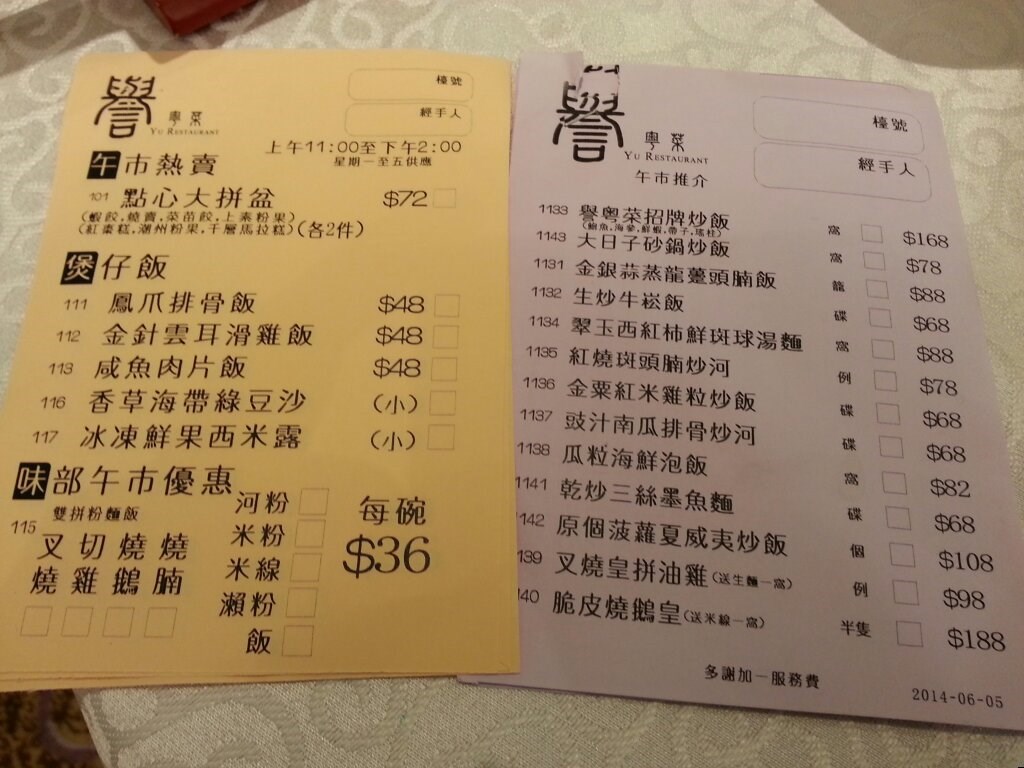 譽
粵菜
YU RESTAURANT
檯號
經手人
午市熱賣
上午11:00至下午2:00
星期一至五供應
101 點心大拼盆 $72
(蝦餃,燒賣,菜苗餃,上素粉果)
(紅棗糕,潮州粉果,千層馬拉糕)(各2件)
煲仔飯
111 鳳爪排骨飯 $48
112 金針雲耳滑雞飯 $48
113 咸魚肉片飯 $48
116 香草海帶綠豆沙 (小)
117 冰凍鮮果西米露 (小)
味部午市優惠
115 雙拼粉麵飯
叉切燒燒
燒雞鵝腩
河粉
米粉
米線
瀨粉
飯
每碗
$36
譽
粵菜
YU RESTAURANT
檯號
經手人
午市推介
1133 譽粵菜招牌炒飯 窩 $168
(鮑魚,海參,鮮蝦,帶子,瑤柱)
1143 大日子砂鍋炒飯 窩 $78
1131 金銀蒜蒸龍躉頭腩飯 籠 $88
1132 生炒牛崧飯 碟 $68
1134 翠玉西紅柿鮮斑球湯麵 窩 $88
1135 紅燒斑頭腩炒河 例 $78
1136 金粟紅米雞粒炒飯 碟 $68
1137 豉汁南瓜排骨炒河 碟 $68
1138 瓜粒海鮮泡飯 窩 $82
1141 乾炒三絲墨魚麵 碟 $68
142 原個菠蘿夏威夷炒飯 個 $108
139 叉燒皇拼油雞(送生麵一窩) 例 $98
140 脆皮燒鵝皇(送米線一窩) 半隻 $188
多謝加一服務費
2014-06-05